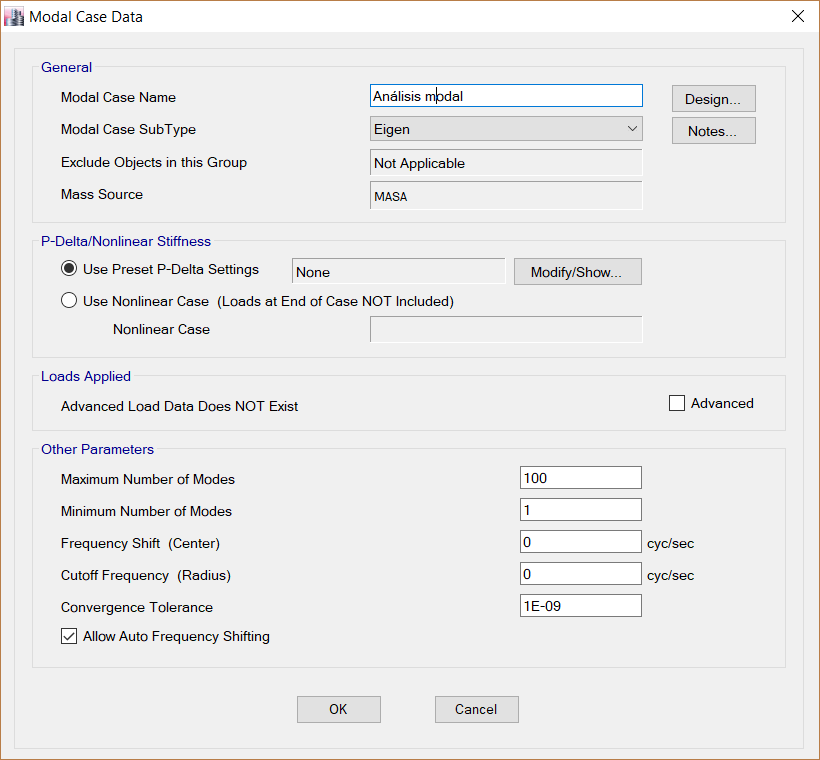 Modal Case Data
General
Modal Case Name Análisis modal Design...
Modal Case SubType Eigen Notes...
Exclude Objects in this Group Not Applicable
Mass Source MASA
P-Delta/Nonlinear Stiffness
Use Preset P-Delta Settings None Modify/Show...
Use Nonlinear Case (Loads at End of Case NOT Included)
Nonlinear Case
Loads Applied
Advanced Load Data Does NOT Exist Advanced
Other Parameters
Maximum Number of Modes 100
Minimum Number of Modes 1
Frequency Shift (Center) 0 cyc/sec
Cutoff Frequency (Radius) 0 cyc/sec
Convergence Tolerance 1E-09
Allow Auto Frequency Shifting
OK Cancel